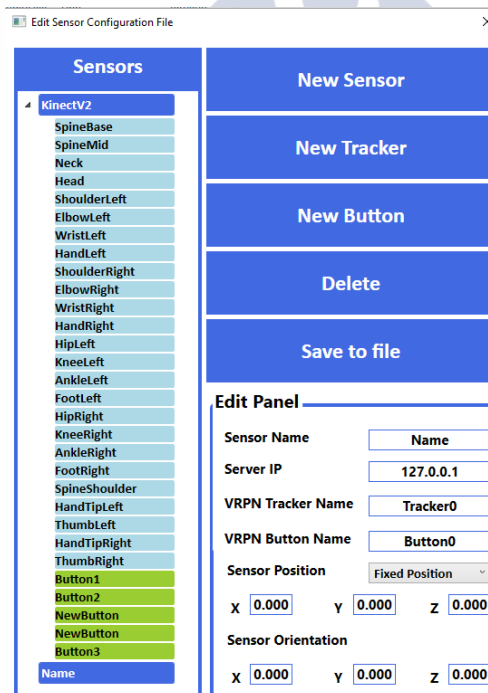 Edit Sensor Configuration File
Sensors
KinectV2
SpineBase
SpineMid
Neck
Head
ShoulderLeft
ElbowLeft
WristLeft
HandLeft
ShoulderRight
ElbowRight
WristRight
HandRight
HipLeft
KneeLeft
AnkleLeft
FootLeft
HipRight
KneeRight
AnkleRight
FootRight
SpineShoulder
HandTipLeft
ThumbLeft
HandTipRight
ThumbRight
Button1
Button2
NewButton
NewButton
Button3
Name
New Sensor
New Tracker
New Button
Delete
Save to file
Edit Panel
Sensor Name Name
Server IP 127.0.0.1
VRPN Tracker Name Tracker0
VRPN Button Name Button0
Sensor Position Fixed Position
X 0.000 Y 0.000 Z 0.000
Sensor Orientation
X 0.000 Y 0.000 Z 0.000